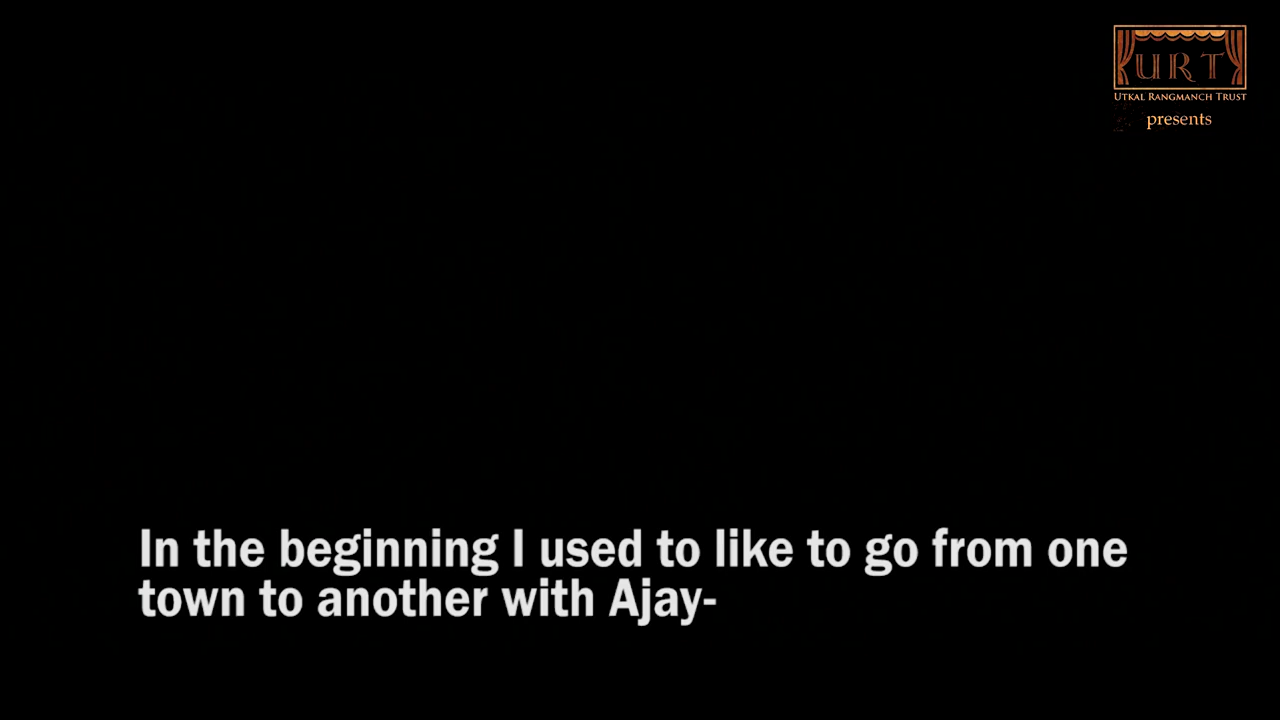 URT
UTKAL RANGMANCH TRUST
presents
In the beginning I used to like to go from one
town to another with Ajay-